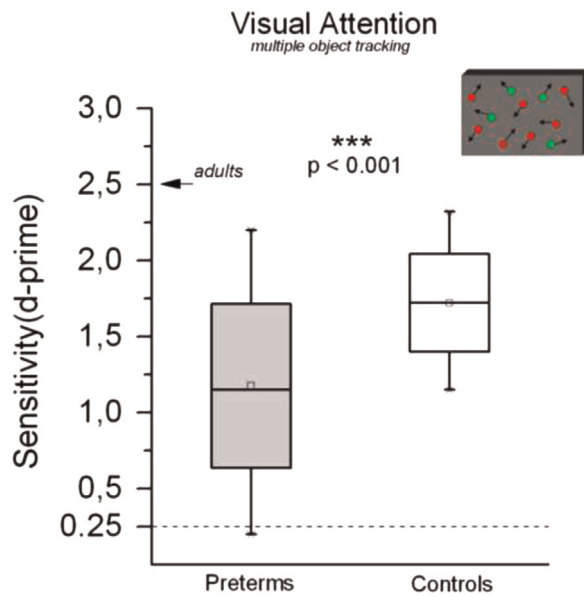 Visual Attention
multiple object tracking
3,0
***
p < 0.001
adults
2,5
2,0
1,5
1,0
0,5
0.25
Sensitivity(d-prime)
Preterms
Controls